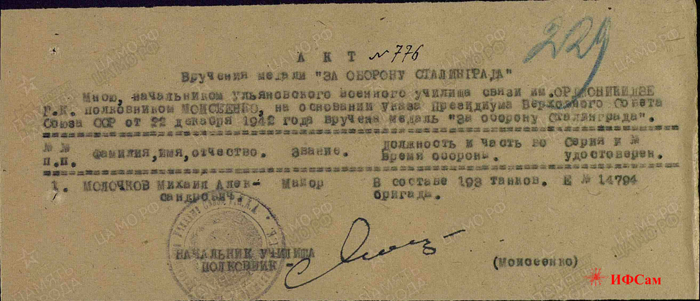 АКТ № 776
229
Вручения медали "ЗА ОБОРОНУ СТАЛИНГРАДА"
Мною, начальником Ульяновского военного училища связи им. ОРДЖОНИКИДЗЕ
Г.К. полковником МОИСЕЕНКО, на основании Указа Президиума Верховного Совета
Союза ССР от 22 декабря 1942 года вручена медаль "За оборону Сталинграда".
№ № Фамилия, имя, отчество. Звание. Должность и часть во Серия и №
п.п. время обороны. удостоверен.
1. МОЛОЧКОВ Михаил Алек- Майор В составе 193 танков. Е № 14794
сандрович. бригада.
НАЧАЛЬНИК УЧИЛИЩА
ПОЛКОВНИК-
(Моисеенко)
ИФСам